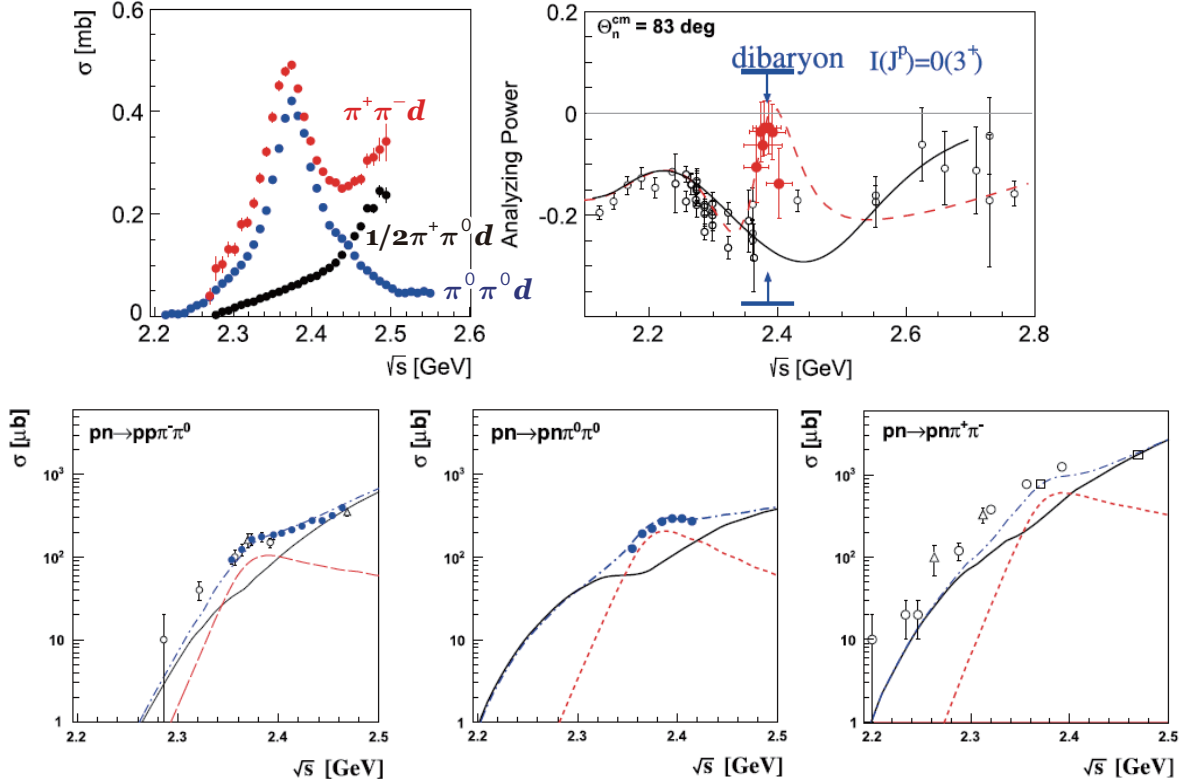 σ [mb]
0.6
0.4
0.2
0
π⁺π⁻d
1/2π⁺π⁰d
π⁰π⁰d
2.2 2.3 2.4 2.5 2.6
√s [GeV]
Analyzing Power
0.2
0
-0.2
Θₙᶜᵐ = 83 deg
dibaryon I(Jᵖ)=0(3⁺)
2.2 2.4 2.6 2.8
√s [GeV]
σ [μb]
pn→ppπ⁻π⁰
10³
10²
10
1
2.2 2.3 2.4 2.5
√s [GeV]
σ [μb]
pn→pnπ⁰π⁰
10³
10²
10
1
2.2 2.3 2.4 2.5
√s [GeV]
σ [μb]
pn→pnπ⁺π⁻
10³
10²
10
1
2.2 2.3 2.4 2.5
√s [GeV]